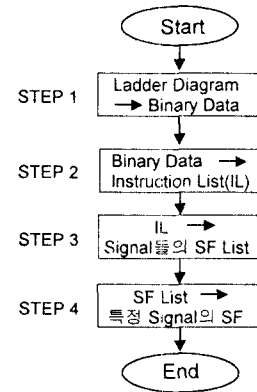 Start
STEP 1
Ladder Diagram
→ Binary Data
STEP 2
Binary Data →
Instruction List(IL)
STEP 3
IL →
Signal들의 SF List
STEP 4
SF List →
특정 Signal의 SF
End